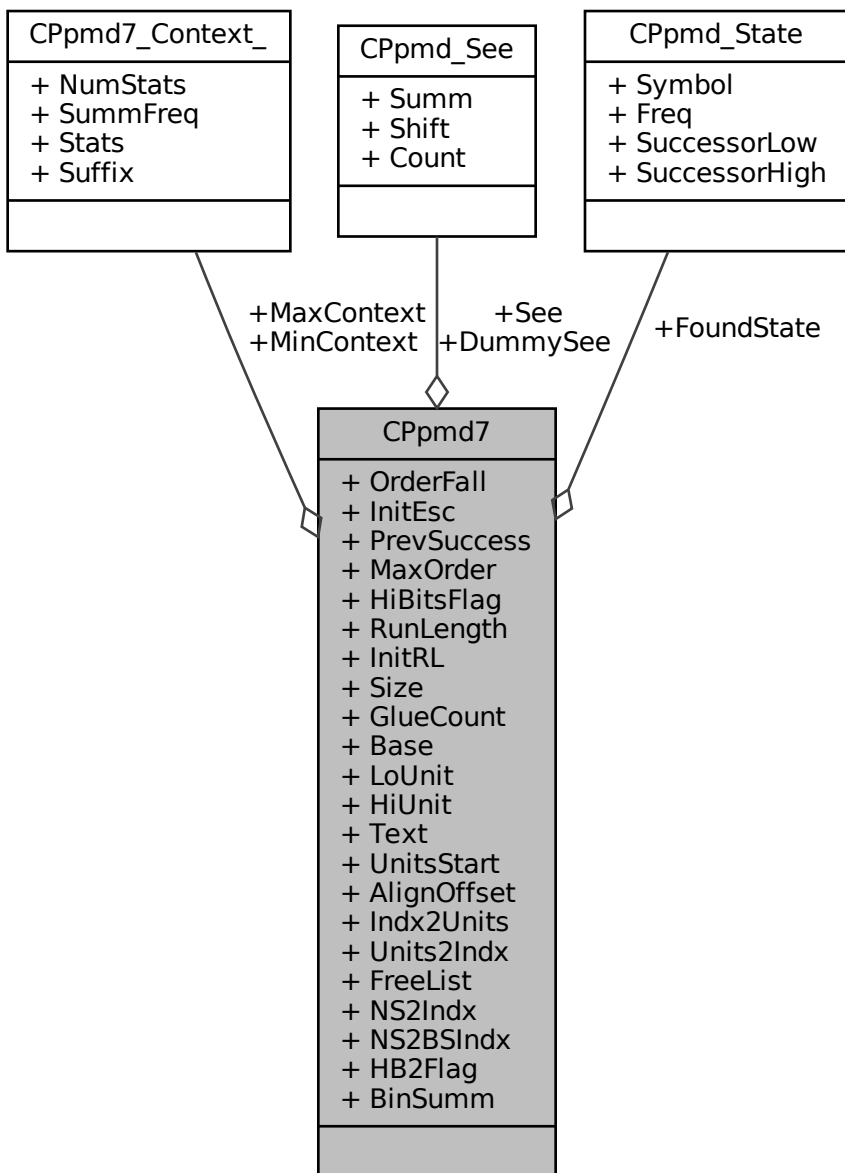 CPpmd7_Context_
+ NumStats
+ SummFreq
+ Stats
+ Suffix
CPpmd_See
+ Summ
+ Shift
+ Count
CPpmd_State
+ Symbol
+ Freq
+ SuccessorLow
+ SuccessorHigh
+MaxContext
+MinContext
+See
+DummySee
+FoundState
CPpmd7
+ OrderFall
+ InitEsc
+ PrevSuccess
+ MaxOrder
+ HiBitsFlag
+ RunLength
+ InitRL
+ Size
+ GlueCount
+ Base
+ LoUnit
+ HiUnit
+ Text
+ UnitsStart
+ AlignOffset
+ Indx2Units
+ Units2Indx
+ FreeList
+ NS2Indx
+ NS2BSIndx
+ HB2Flag
+ BinSumm